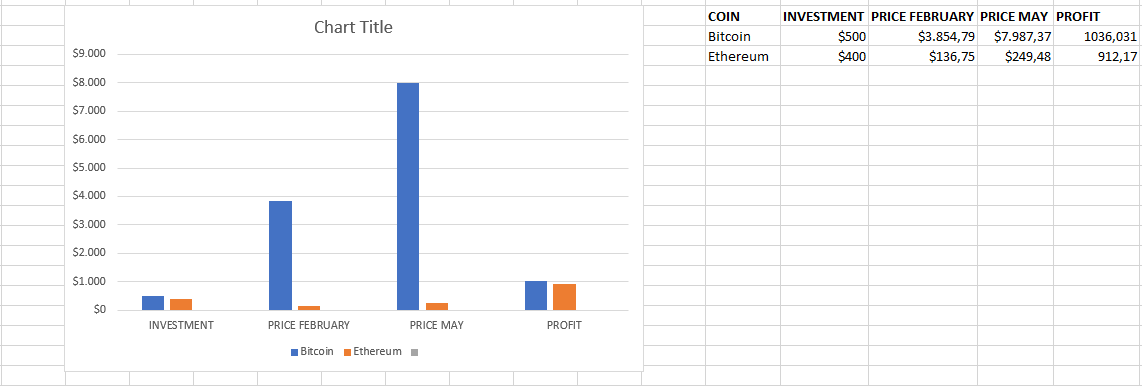 Chart Title
$9.000
$8.000
$7.000
$6.000
$5.000
$4.000
$3.000
$2.000
$1.000
$0
INVESTMENT PRICE FEBRUARY PRICE MAY PROFIT
Bitcoin Ethereum
COIN INVESTMENT PRICE FEBRUARY PRICE MAY PROFIT
Bitcoin $500 $3.854,79 $7.987,37 1036,031
Ethereum $400 $136,75 $249,48 912,17